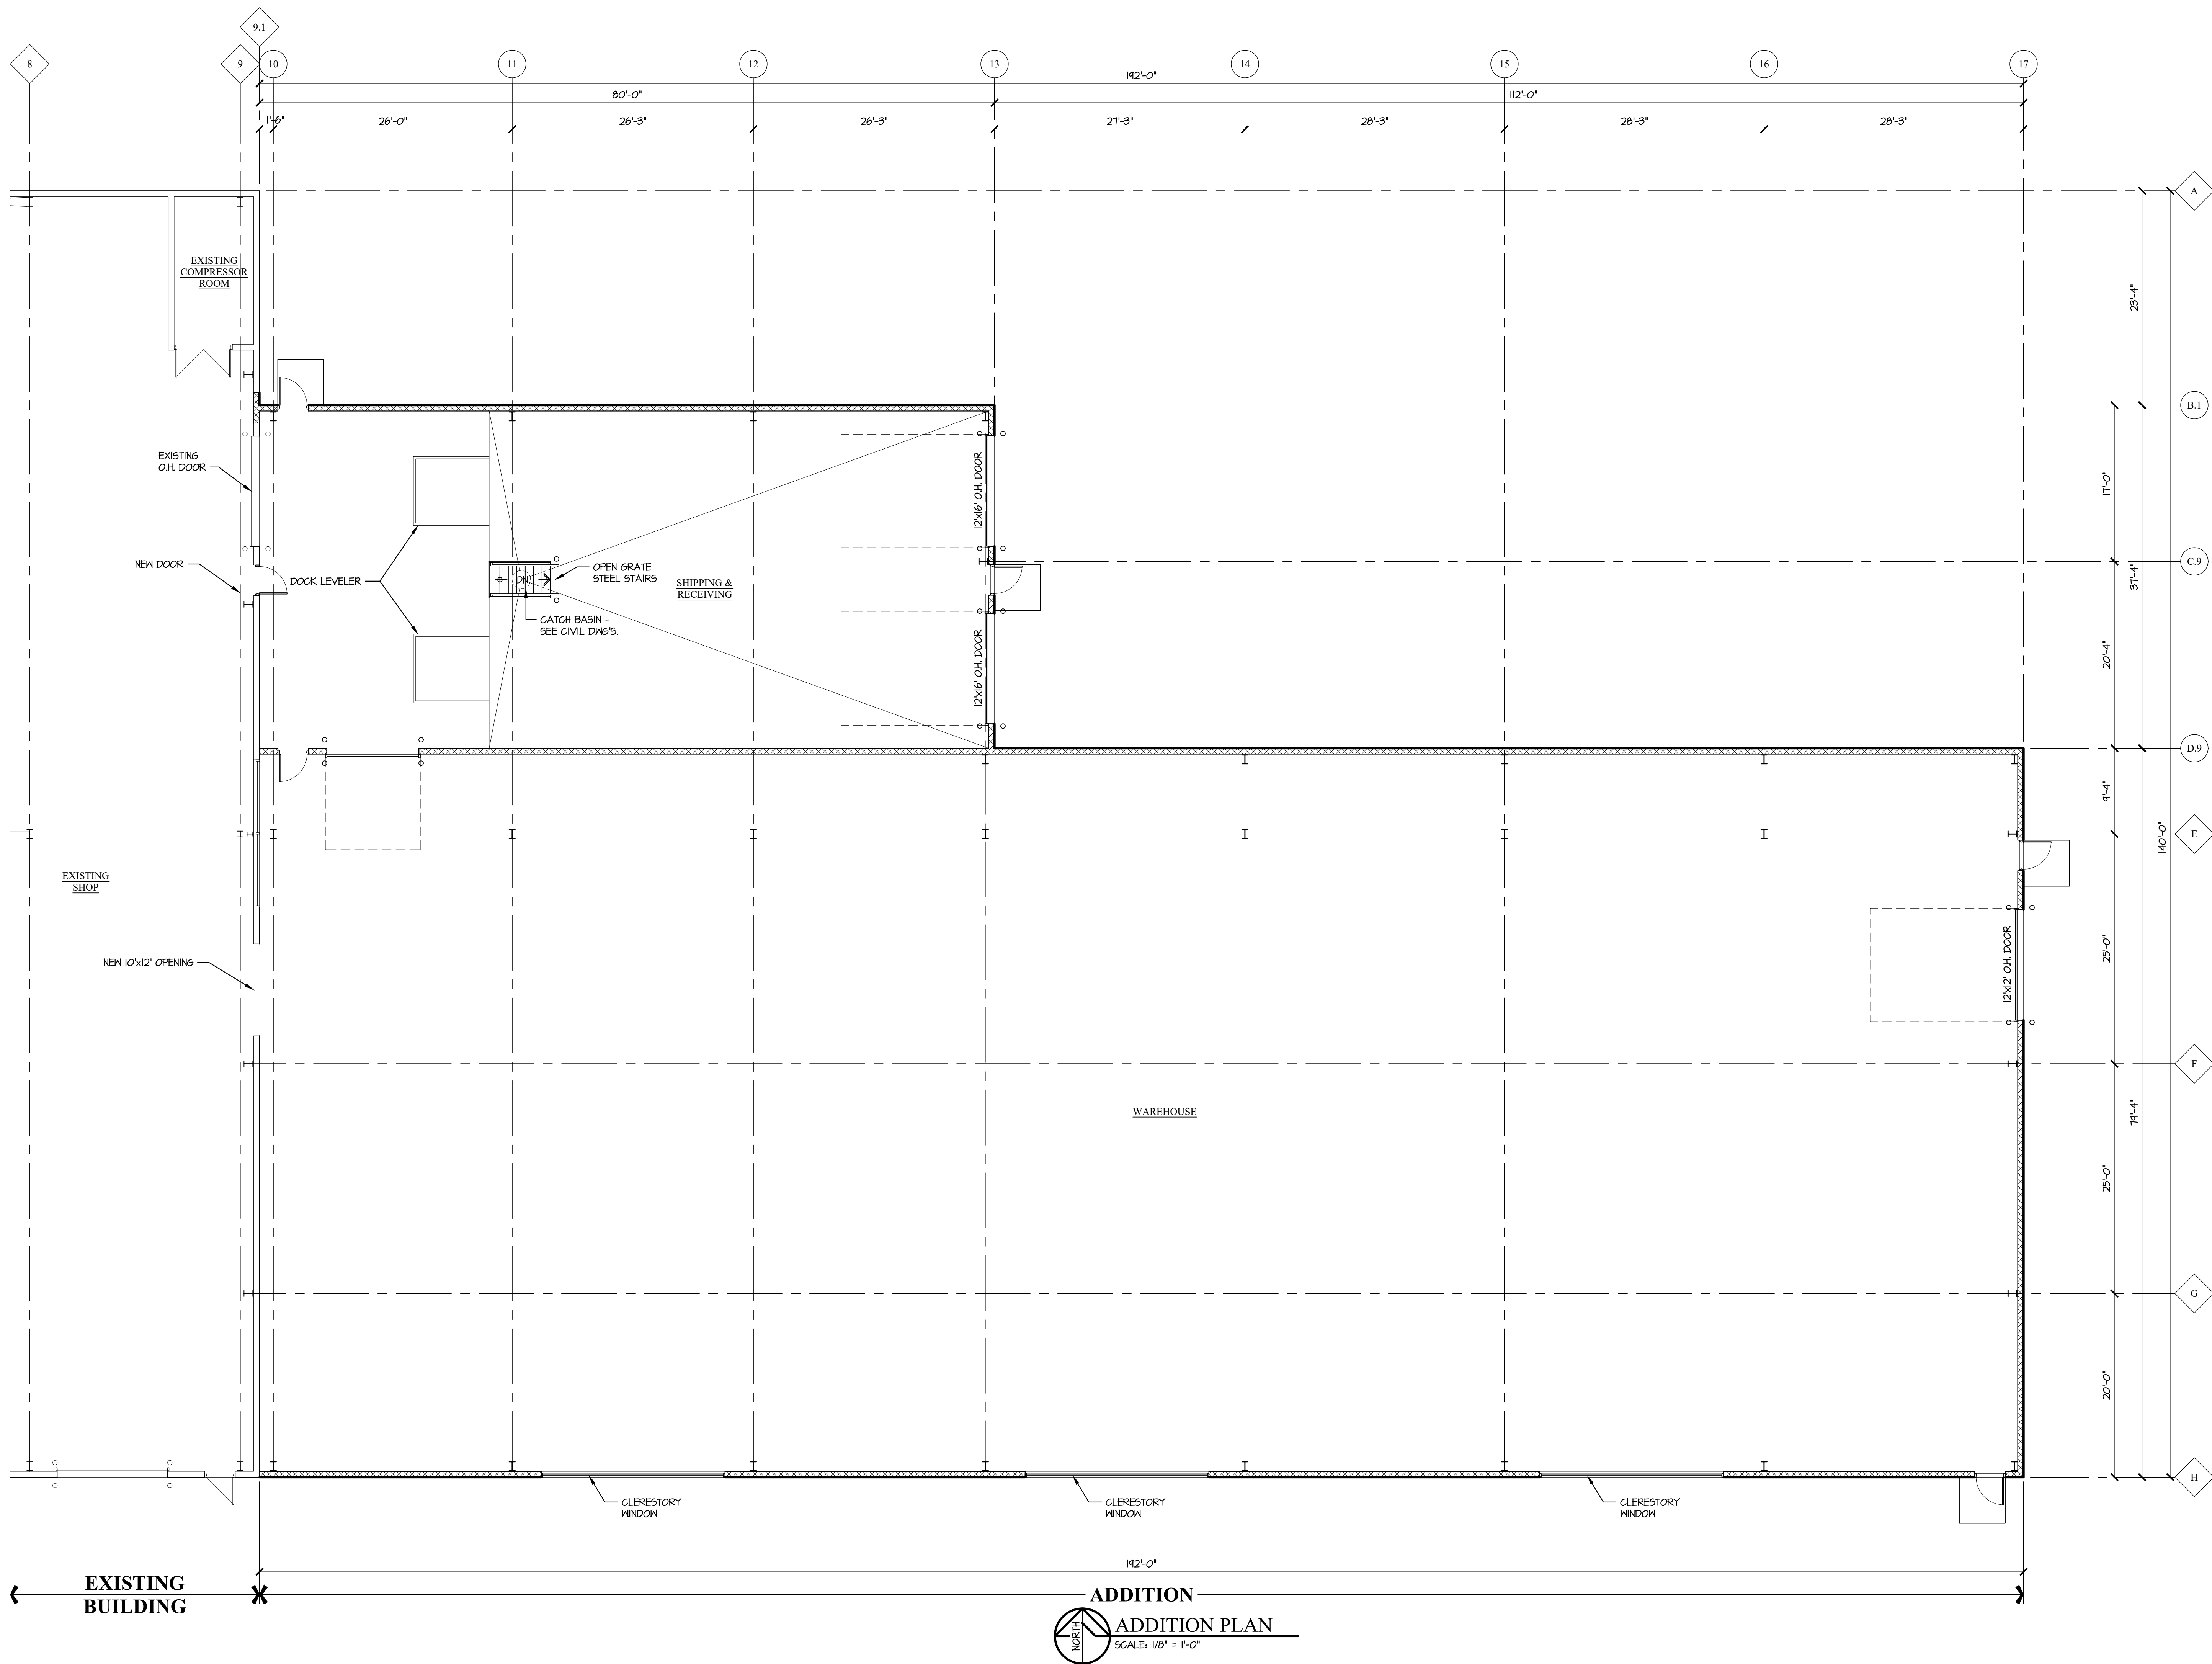 9.1
8
9
10
11
12
13
14
15
16
17
192'-0"
80'-0"
112'-0"
1'-6"
26'-0"
26'-3"
26'-3"
27'-3"
28'-3"
28'-3"
28'-3"
A
23'-4"
EXISTING
COMPRESSOR
ROOM
B.1
EXISTING
O.H. DOOR
12'x16' O.H. DOOR
17'-0"
NEW DOOR
DOCK LEVELER
DN.
OPEN GRATE
STEEL STAIRS
SHIPPING &
RECEIVING
C.9
37'-4"
CATCH BASIN -
SEE CIVIL DWG'S.
12'x16' O.H. DOOR
20'-4"
D.9
9'-4"
E
140'-0"
EXISTING
SHOP
NEW 10'x12' OPENING
12'x12' O.H. DOOR
25'-0"
F
WAREHOUSE
79'-4"
25'-0"
G
20'-0"
H
CLERESTORY
WINDOW
CLERESTORY
WINDOW
CLERESTORY
WINDOW
192'-0"
EXISTING
BUILDING
ADDITION
NORTH
ADDITION PLAN
SCALE: 1/8" = 1'-0"